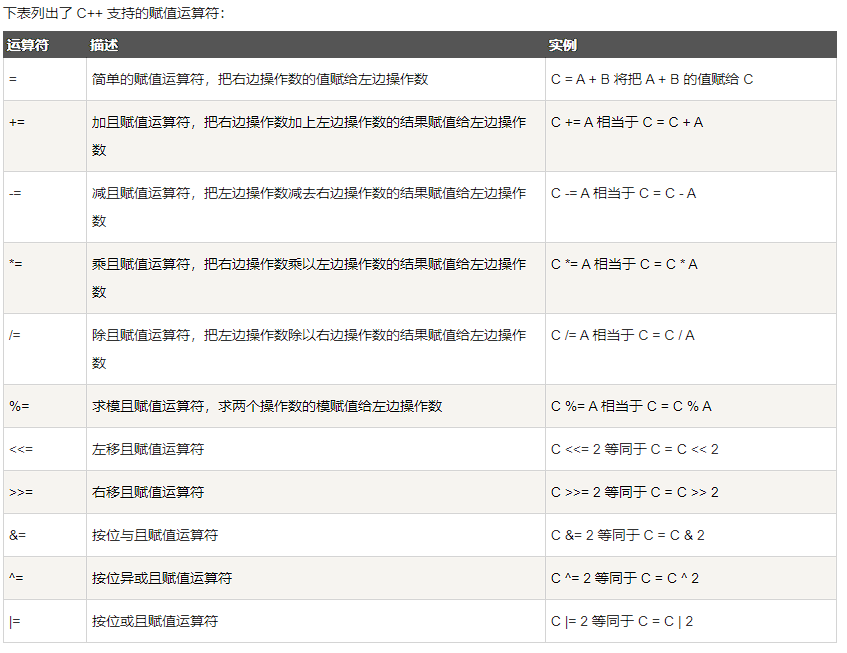 下表列出了 C++ 支持的赋值运算符：
运算符 描述 实例
= 简单的赋值运算符，把右边操作数的值赋给左边操作数 C = A + B 将把 A + B 的值赋给 C
+= 加且赋值运算符，把右边操作数加上左边操作数的结果赋值给左边操作 C += A 相当于 C = C + A
数
-= 减且赋值运算符，把左边操作数减去右边操作数的结果赋值给左边操作 C -= A 相当于 C = C - A
数
*= 乘且赋值运算符，把右边操作数乘以左边操作数的结果赋值给左边操作 C *= A 相当于 C = C * A
数
/= 除且赋值运算符，把左边操作数除以右边操作数的结果赋值给左边操作 C /= A 相当于 C = C / A
数
%= 求模且赋值运算符，求两个操作数的模赋值给左边操作数 C %= A 相当于 C = C % A
<<= 左移且赋值运算符 C <<= 2 等同于 C = C << 2
>>= 右移且赋值运算符 C >>= 2 等同于 C = C >> 2
&= 按位与且赋值运算符 C &= 2 等同于 C = C & 2
^= 按位异或且赋值运算符 C ^= 2 等同于 C = C ^ 2
|= 按位或且赋值运算符 C |= 2 等同于 C = C | 2